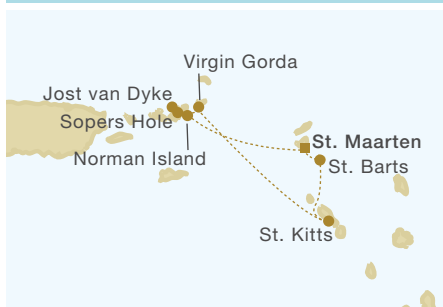 Virgin Gorda
Jost van Dyke
Sopers Hole
Norman Island
St. Maarten
St. Barts
St. Kitts